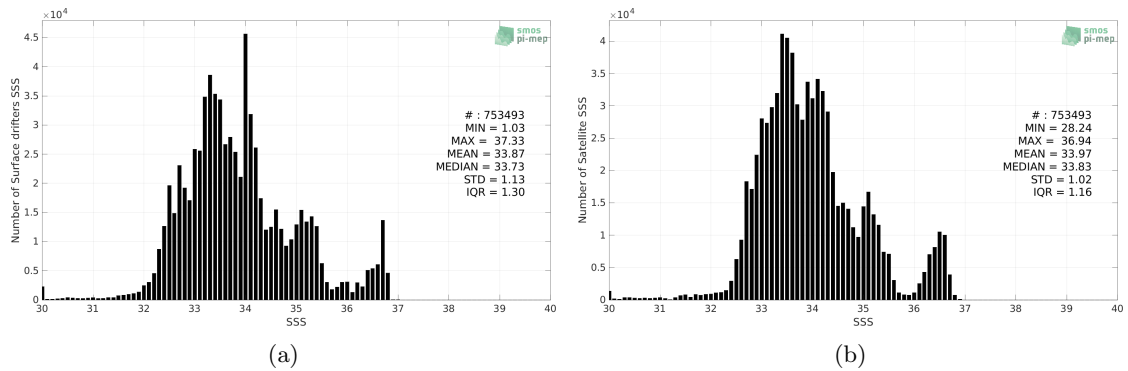 ×10⁴
smos
pi-mep
4.5
4
3.5
3
2.5
2
1.5
1
0.5
0
Number of Surface drifters SSS
# : 753493
MIN = 1.03
MAX = 37.33
MEAN = 33.87
MEDIAN = 33.73
STD = 1.13
IQR = 1.30
30 31 32 33 34 35 36 37 38 39 40
SSS
(a)
×10⁴
smos
pi-mep
4
3.5
3
2.5
2
1.5
1
0.5
0
Number of Satellite SSS
# : 753493
MIN = 28.24
MAX = 36.94
MEAN = 33.97
MEDIAN = 33.83
STD = 1.02
IQR = 1.16
30 31 32 33 34 35 36 37 38 39 40
SSS
(b)